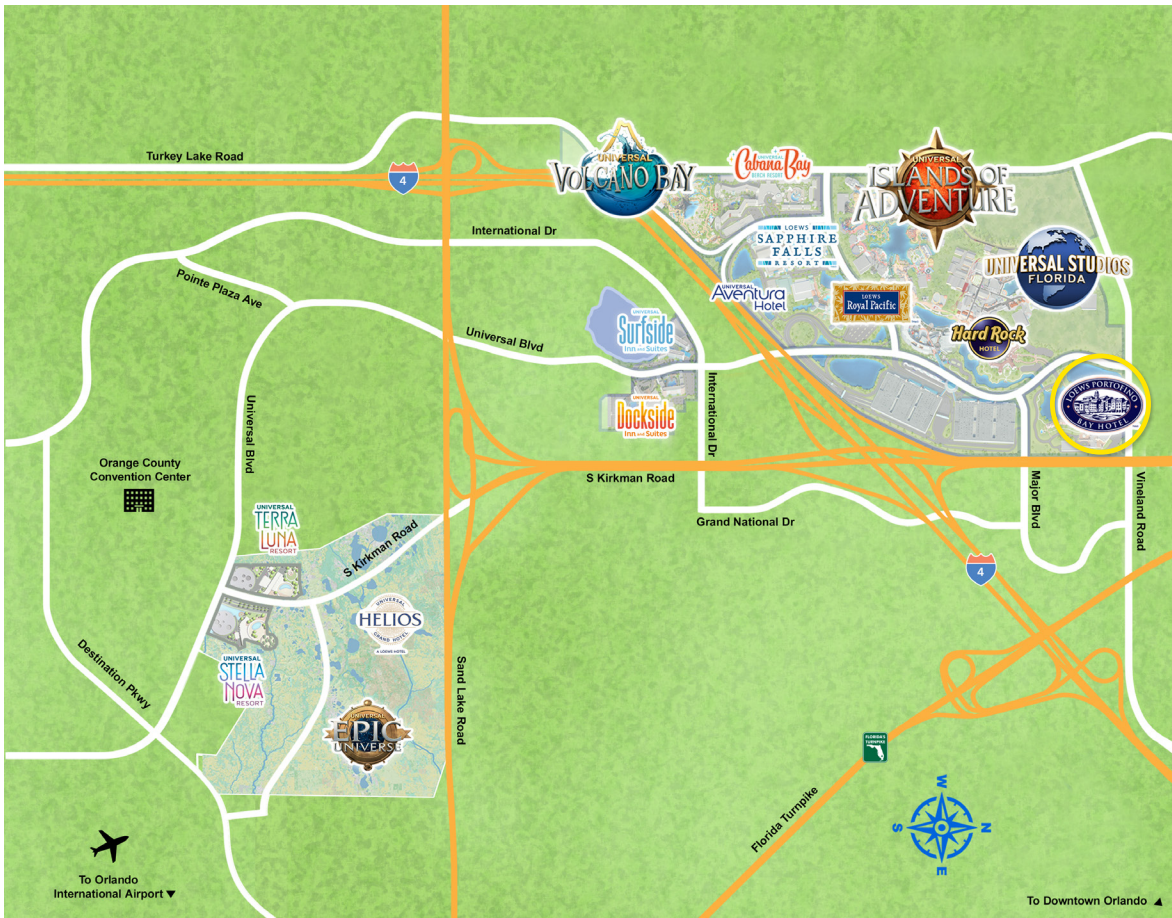 Turkey Lake Road
4
UNIVERSAL
VOLCANO BAY
UNIVERSAL
Cabana Bay
BEACH RESORT
UNIVERSAL
ISLANDS OF
ADVENTURE
International Dr
LOEWS
SAPPHIRE
FALLS
RESORT
UNIVERSAL STUDIOS
FLORIDA
Pointe Plaza Ave
UNIVERSAL
Aventura
Hotel
LOEWS
Royal Pacific
UNIVERSAL
Surfside
Inn and Suites
Universal Blvd
Hard Rock
HOTEL
International Dr
LOEWS PORTOFINO
BAY HOTEL
UNIVERSAL
Dockside
Inn and Suites
Universal Blvd
Orange County
Convention Center
S Kirkman Road
Major Blvd
Vineland Road
Grand National Dr
UNIVERSAL
TERRA
LUNA
RESORT
S Kirkman Road
4
UNIVERSAL
HELIOS
GRAND HOTEL
A LOEWS HOTEL
Destination Pkwy
UNIVERSAL
STELLA
NOVA
RESORT
Sand Lake Road
UNIVERSAL
EPIC
UNIVERSE
FLORIDA'S
TURNPIKE
Florida Turnpike
W
S
N
E
To Orlando
International Airport
To Downtown Orlando